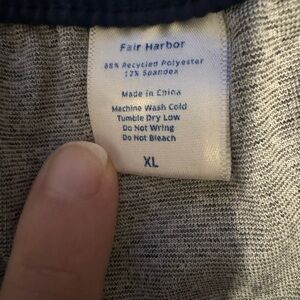 Fair Harbor
88% Recycled Polyester
12% Spandex
Made in China
Machine Wash Cold
Tumble Dry Low
Do Not Wring
Do Not Bleach
XL